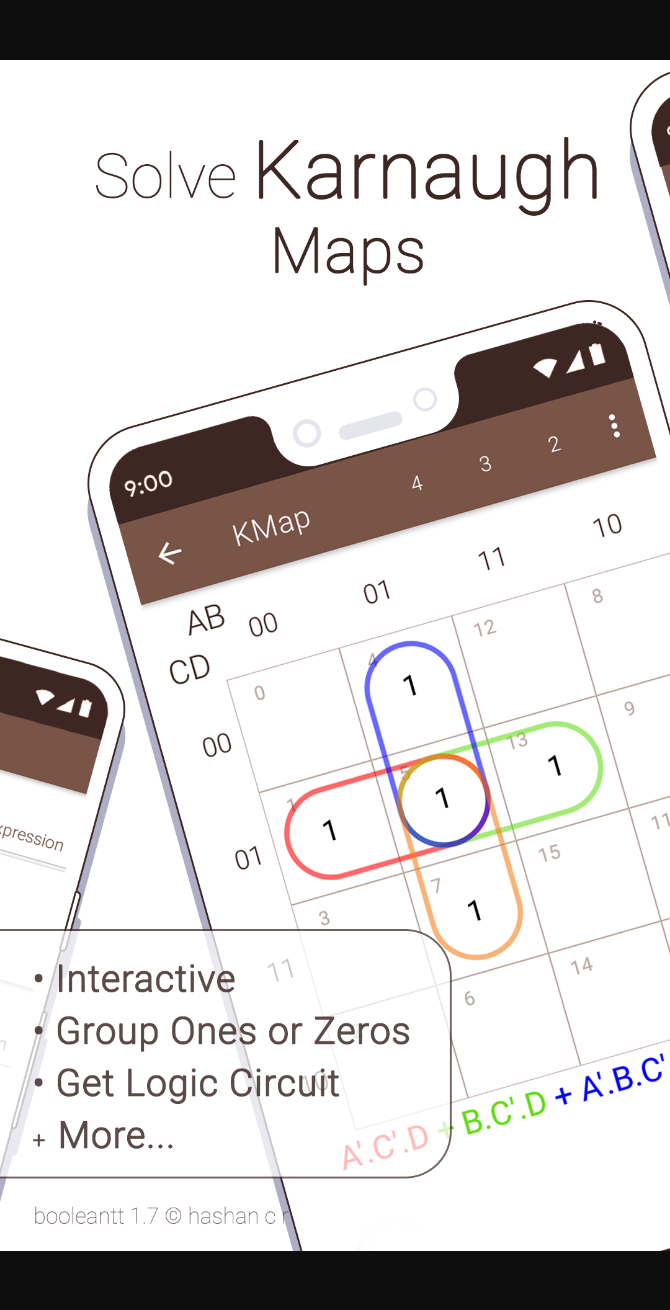 Solve Karnaugh
Maps
9:00
KMap 4 3 2
AB 00 01 11 10
CD
00 0 4 1 12 8
01 1 1 5 1 13 1 9
11 3 7 1 15 11
10 6 14
A'.C'.D + B.C'.D + A'.B.C'
xpression
• Interactive
• Group Ones or Zeros
• Get Logic Circuit
+ More...
booleantt 1.7 © hashan c r